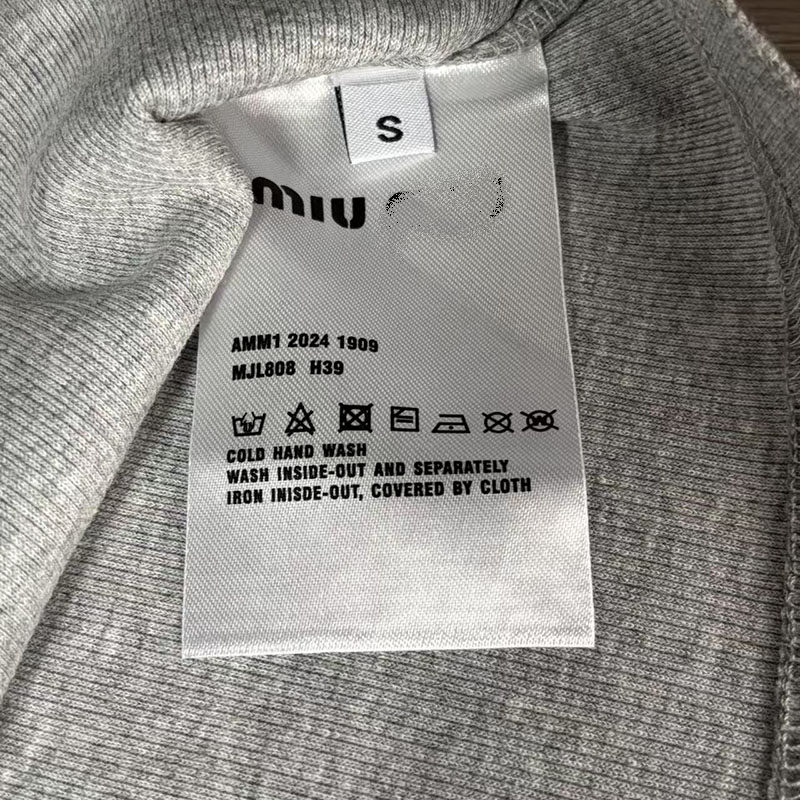 S
MIU
AMM1 2024 1909
MJL808 H39
COLD HAND WASH
WASH INSIDE-OUT AND SEPARATELY
IRON INISDE-OUT, COVERED BY CLOTH